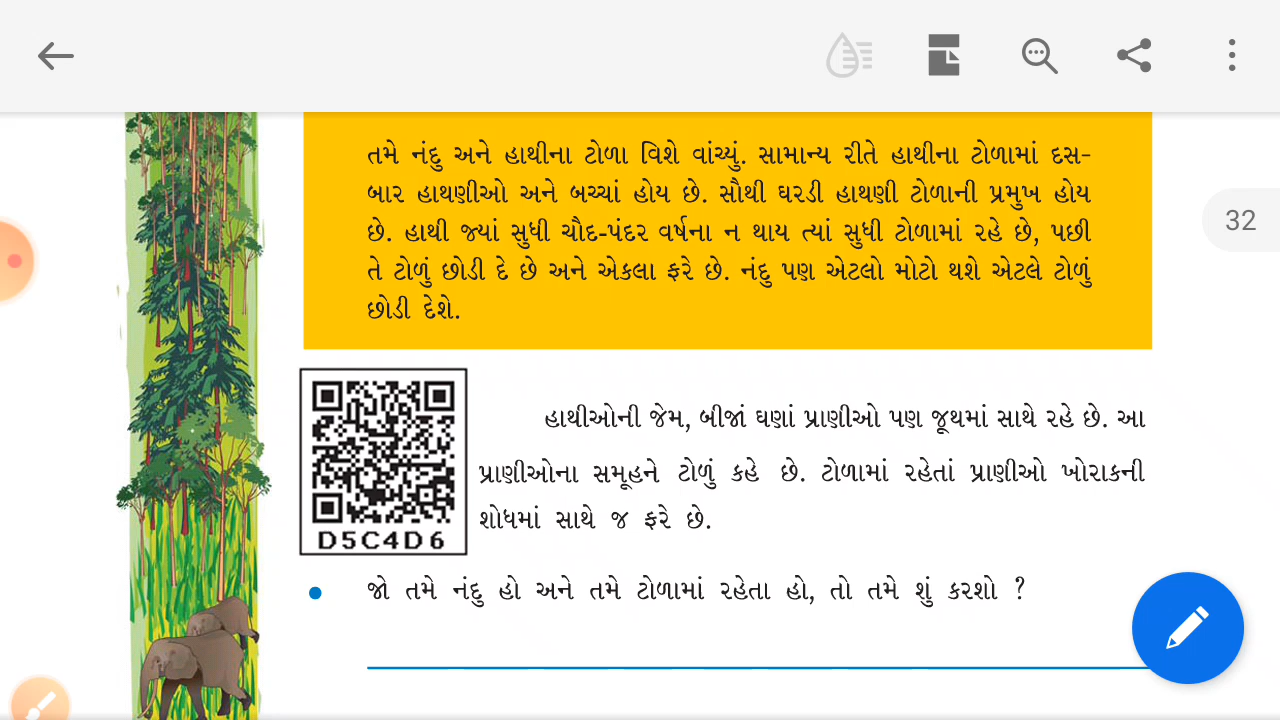 તમે નંદુ અને હાથીના ટોળા વિશે વાંચ્યું. સામાન્ય રીતે હાથીના ટોળામાં દસ-
બાર હાથણીઓ અને બચ્ચાં હોય છે. સૌથી ઘરડી હાથણી ટોળાની પ્રમુખ હોય
છે. હાથી જ્યાં સુધી ચૌદ-પંદર વર્ષના ન થાય ત્યાં સુધી ટોળામાં રહે છે, પછી
તે ટોળું છોડી દે છે અને એકલા ફરે છે. નંદુ પણ એટલો મોટો થશે એટલે ટોળું
છોડી દેશે.
32
હાથીઓની જેમ, બીજાં ઘણાં પ્રાણીઓ પણ જૂથમાં સાથે રહે છે. આ
પ્રાણીઓના સમૂહને ટોળું કહે છે. ટોળામાં રહેતાં પ્રાણીઓ ખોરાકની
શોધમાં સાથે જ ફરે છે.
D5C4D6
જો તમે નંદુ હો અને તમે ટોળામાં રહેતા હો, તો તમે શું કરશો ?